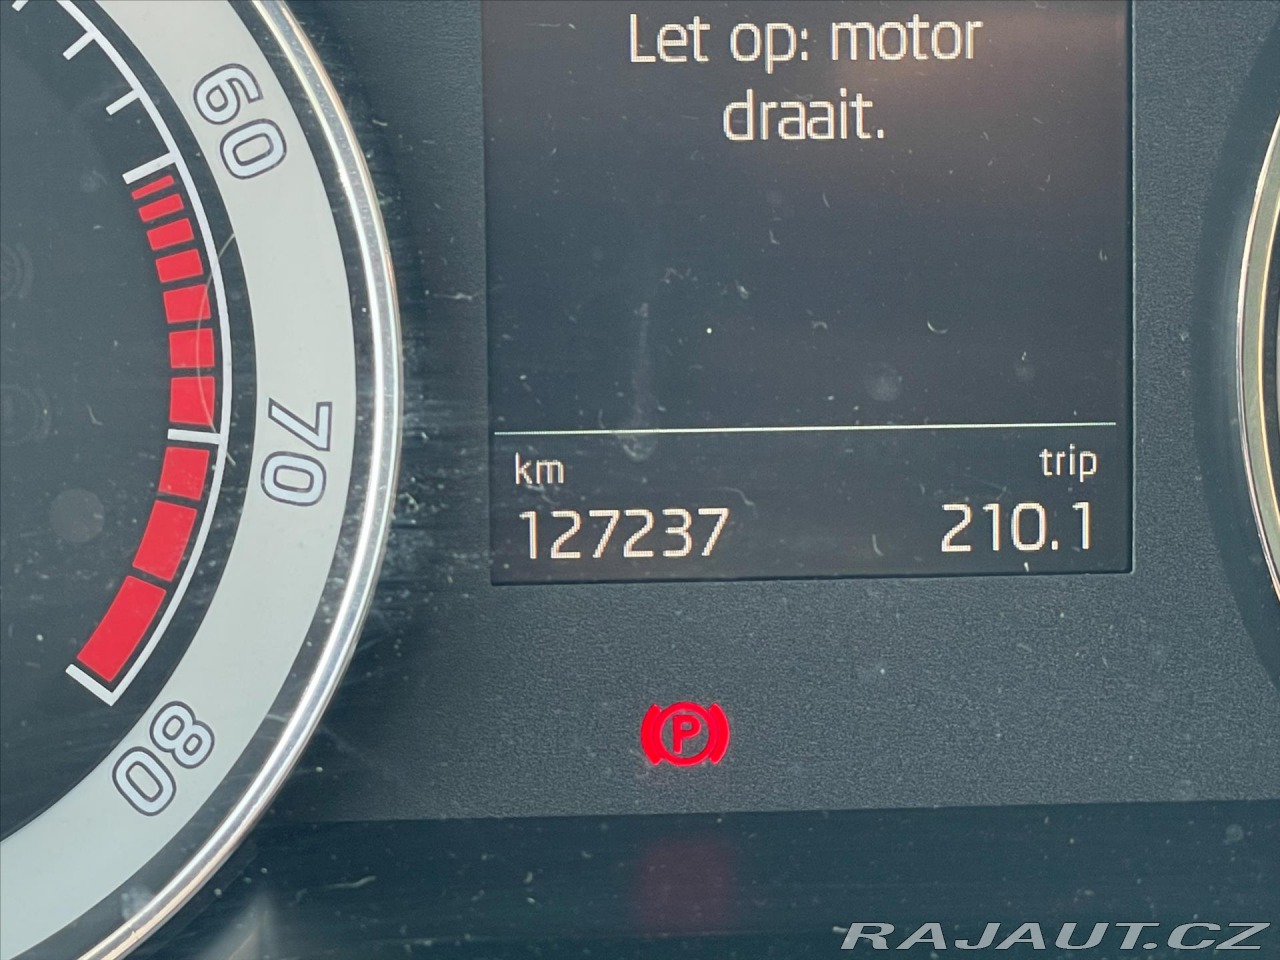 Let op: motor
draait.
60
70
80
km trip
127237 210.1
P
RAJAUT.CZ